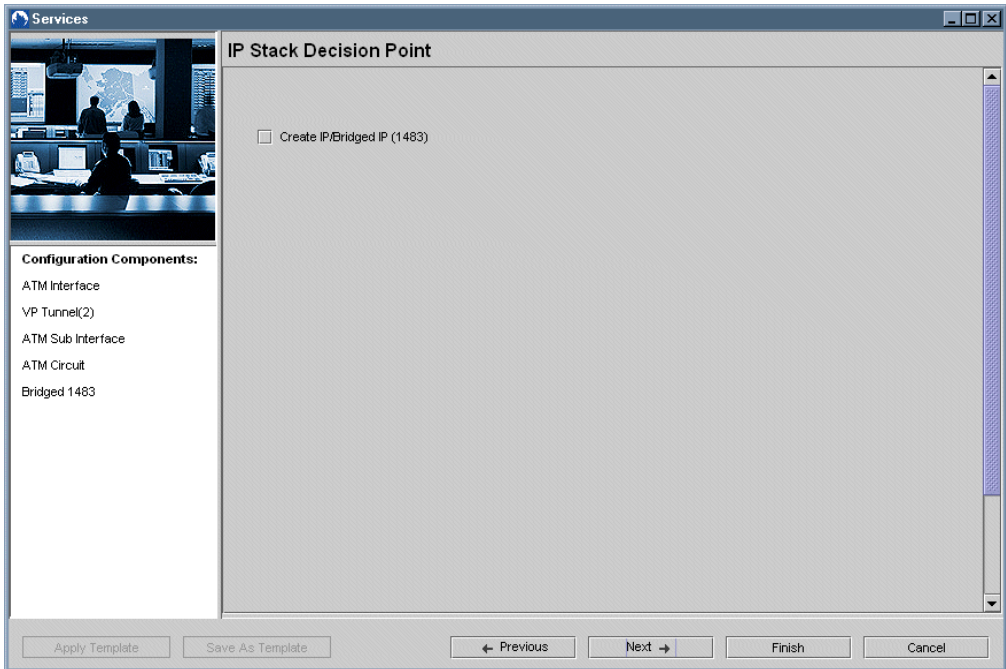 Services
IP Stack Decision Point
Create IP/Bridged IP (1483)
Configuration Components:
ATM Interface
VP Tunnel(2)
ATM Sub Interface
ATM Circuit
Bridged 1483
Apply Template
Save As Template
Previous
Next
Finish
Cancel